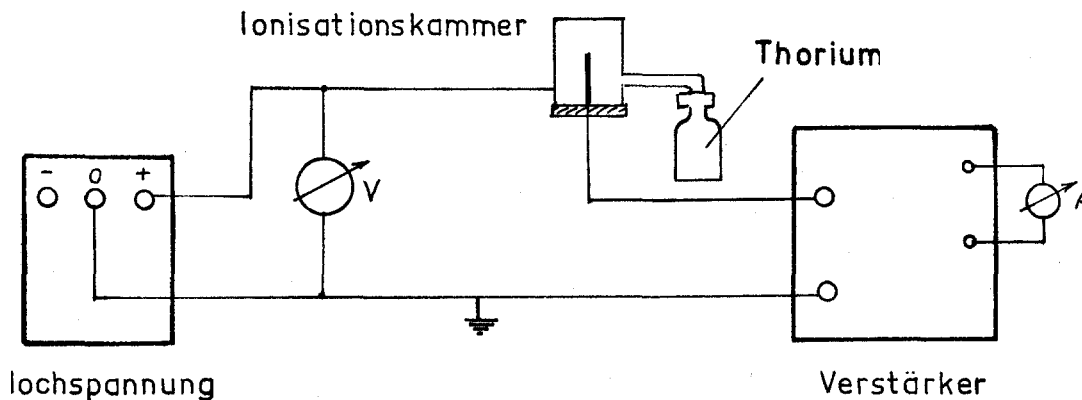 Ionisationskammer
Thorium
- 0 +
V
A
lochspannung
Verstärker